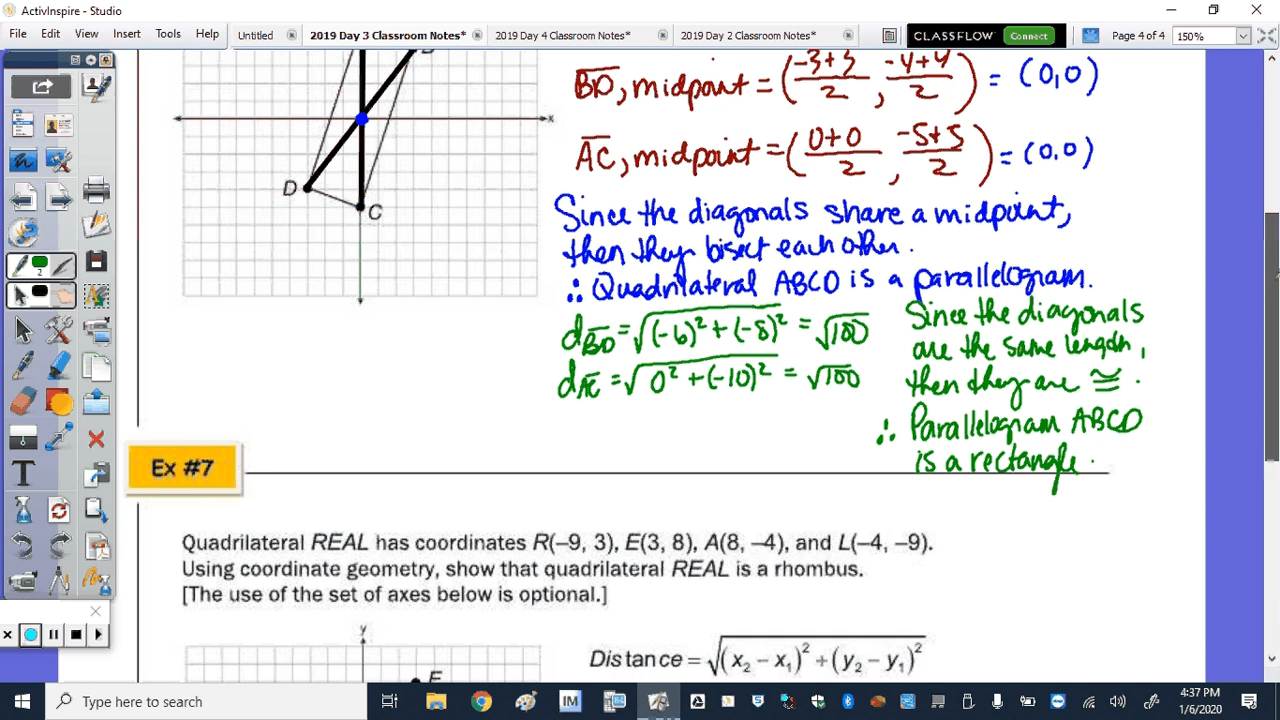 ActivInspire - Studio
File Edit View Insert Tools Help Untitled 2019 Day 3 Classroom Notes* 2019 Day 4 Classroom Notes* 2019 Day 2 Classroom Notes* CLASSFLOW Connect Page 4 of 4 150%
BD, midpoint = (-3+3/2, -4+4/2) = (0,0)
x
AC, midpoint = (0+0/2, -5+5/2) = (0,0)
D
C
Since the diagonals share a midpoint,
then they bisect each other.
∴ Quadrilateral ABCD is a parallelogram.
d BD = √(-6)² + (-8)² = √100
d AC = √0² + (-10)² = √100
Since the diagonals
are the same length,
then they are ≅.
∴ Parallelogram ABCD
is a rectangle.
2
T
Ex #7
Quadrilateral REAL has coordinates R(–9, 3), E(3, 8), A(8, –4), and L(–4, –9).
Using coordinate geometry, show that quadrilateral REAL is a rhombus.
[The use of the set of axes below is optional.]
y
E
Distance = √(x₂ − x₁)² + (y₂ − y₁)²
Type here to search
IM
4:37 PM
1/6/2020